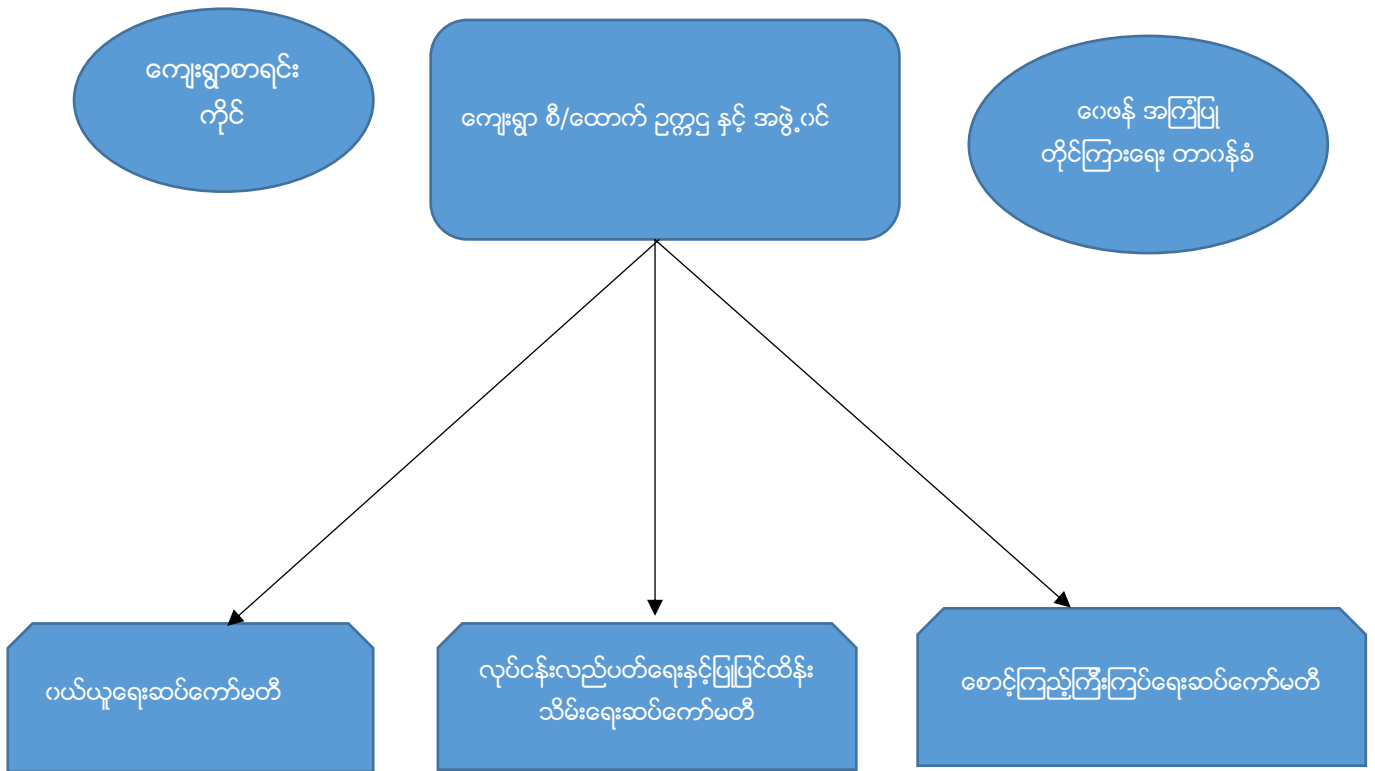 ကျေးရွာစာရင်း
ကိုင်
ကျေးရွာ စီ/ထောက် ဥက္ကဌ နှင့် အဖွဲ့ဝင်
ဝေဖန် အကြံပြု
တိုင်ကြားရေး တာဝန်ခံ
ဝယ်ယူရေးဆပ်ကော်မတီ
လုပ်ငန်းလည်ပတ်ရေးနှင့်ပြုပြင်ထိန်း
သိမ်းရေးဆပ်ကော်မတီ
စောင့်ကြည့်ကြီးကြပ်ရေးဆပ်ကော်မတီ